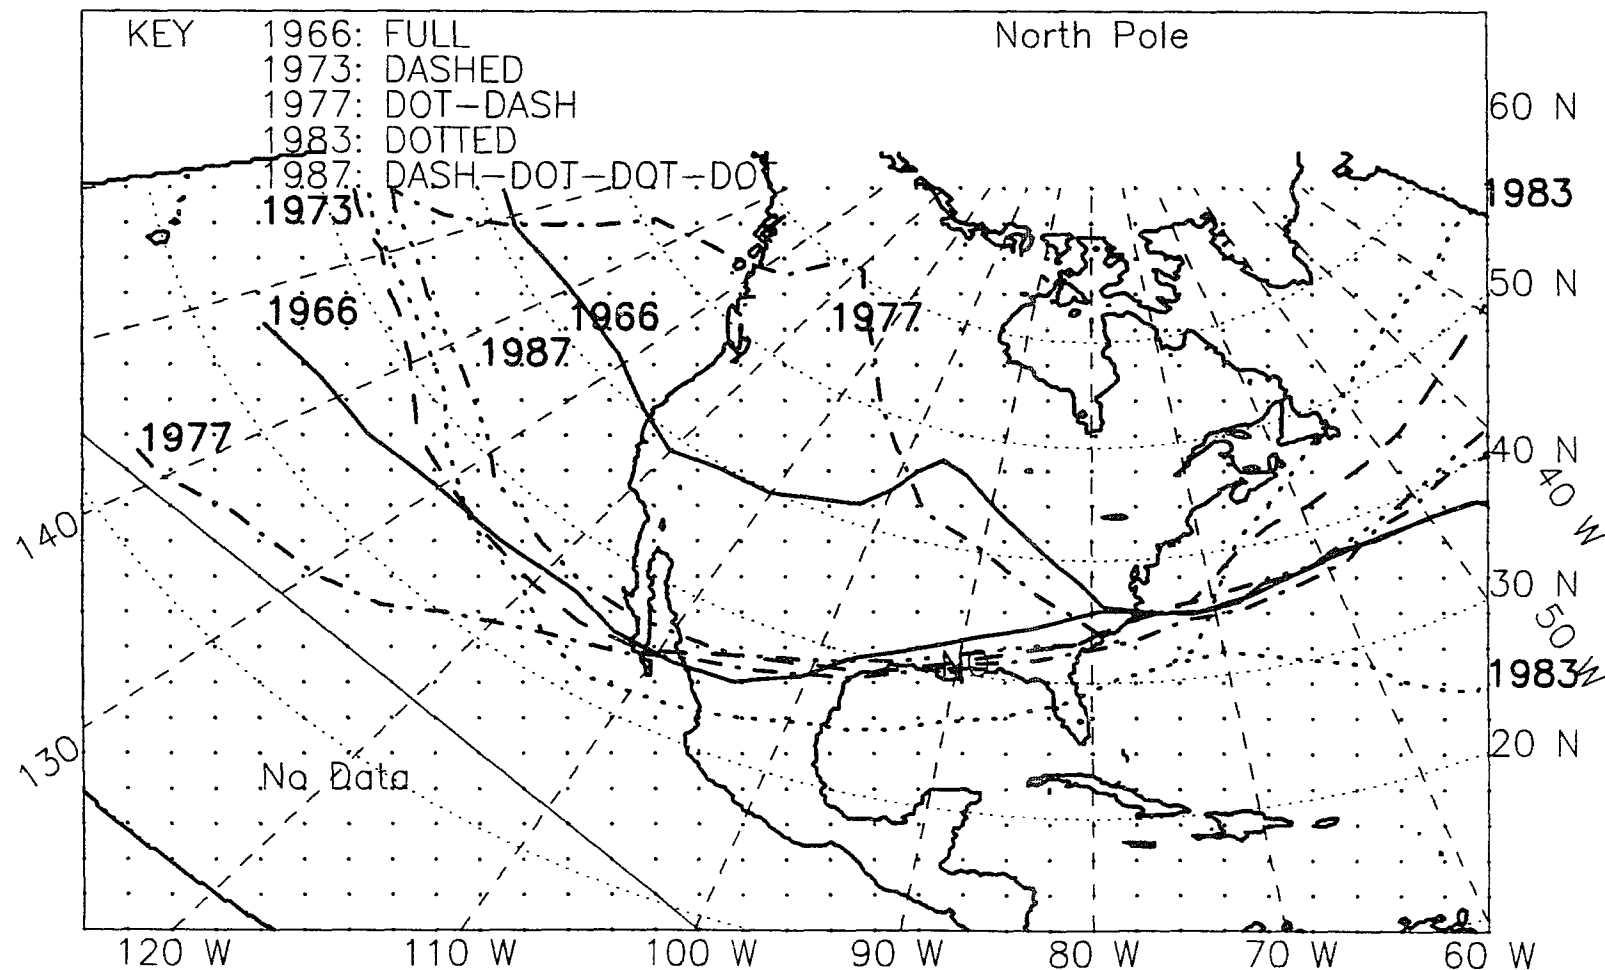 KEY 1966: FULL North Pole
1973: DASHED
1977: DOT-DASH
1983: DOTTED
1987: DASH-DOT-DOT-DOT
60 N
1983
1973
50 N
1966
1966
1977
1987
1977
40 N
40 W
140
30 N
50 W
1983
20 N
130
No Data
120 W 110 W 100 W 90 W 80 W 70 W 60 W